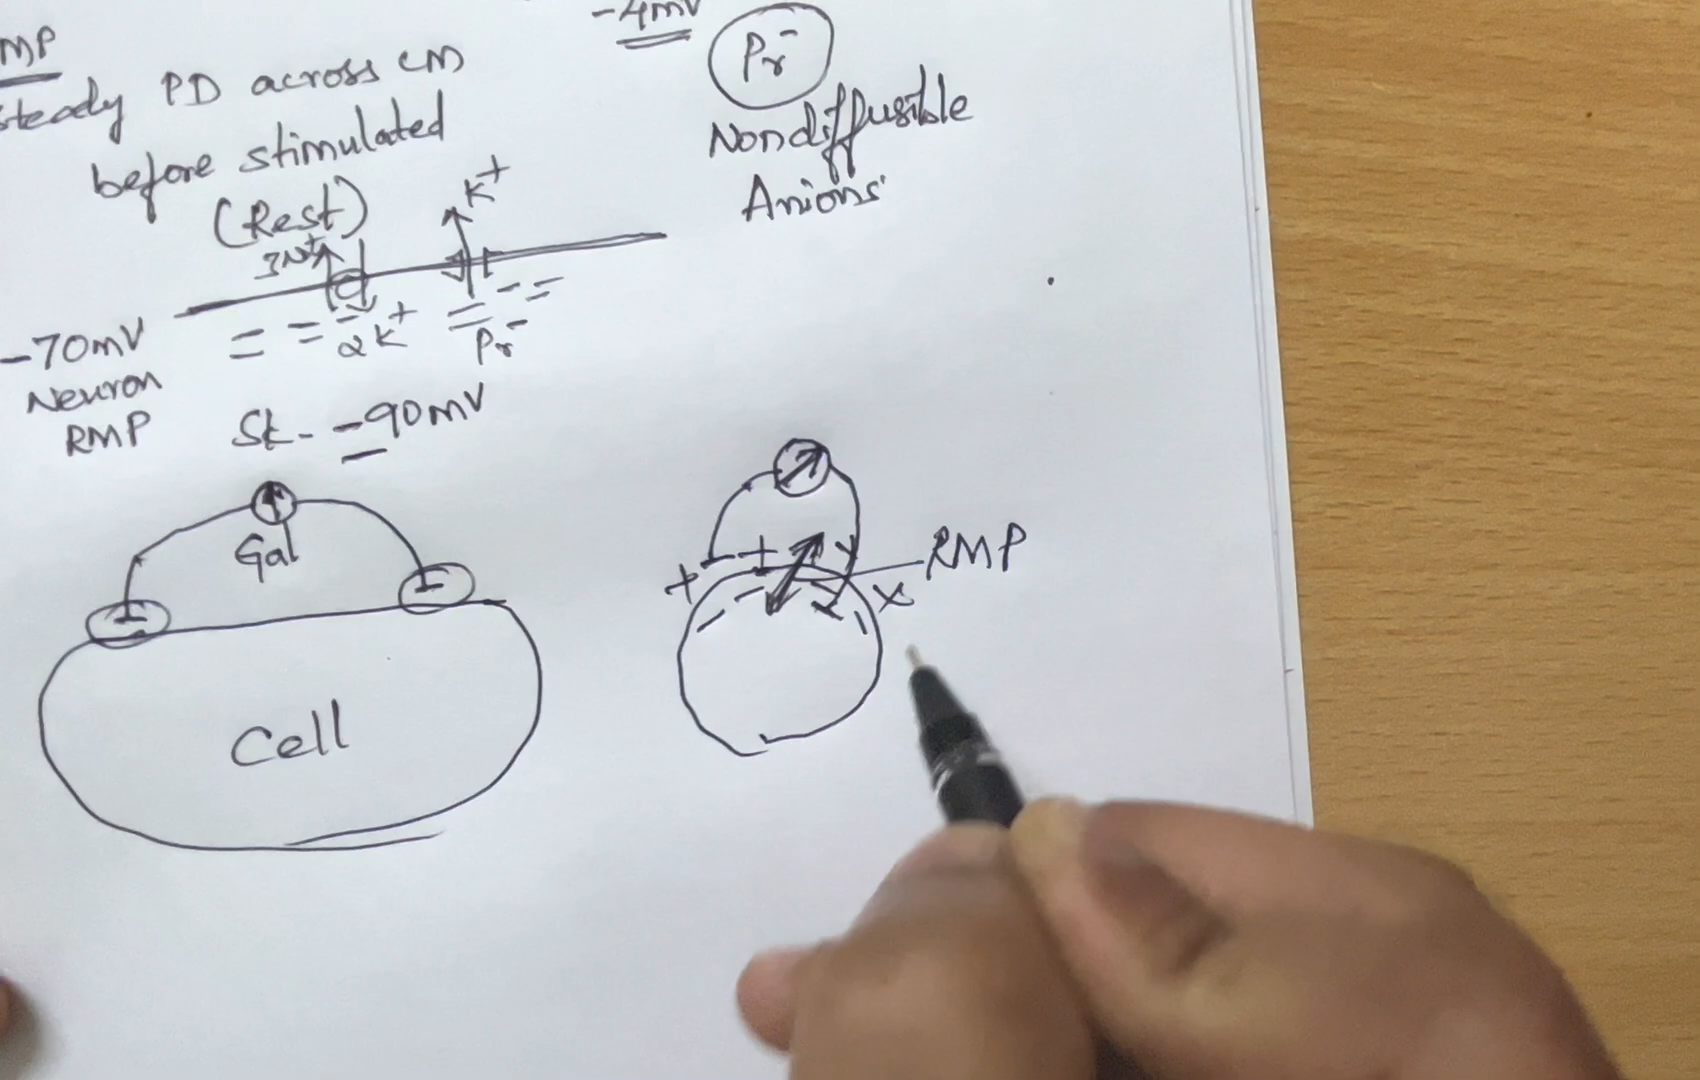 MP
-4mV
Pr-
steady PD across CM
before stimulated
(Rest)
Nondiffusible
Anions
K+
3Na+
2K+
Pr-
-70mV
Neuron
RMP
Sk- -90mV
Gal
RMP
Cell